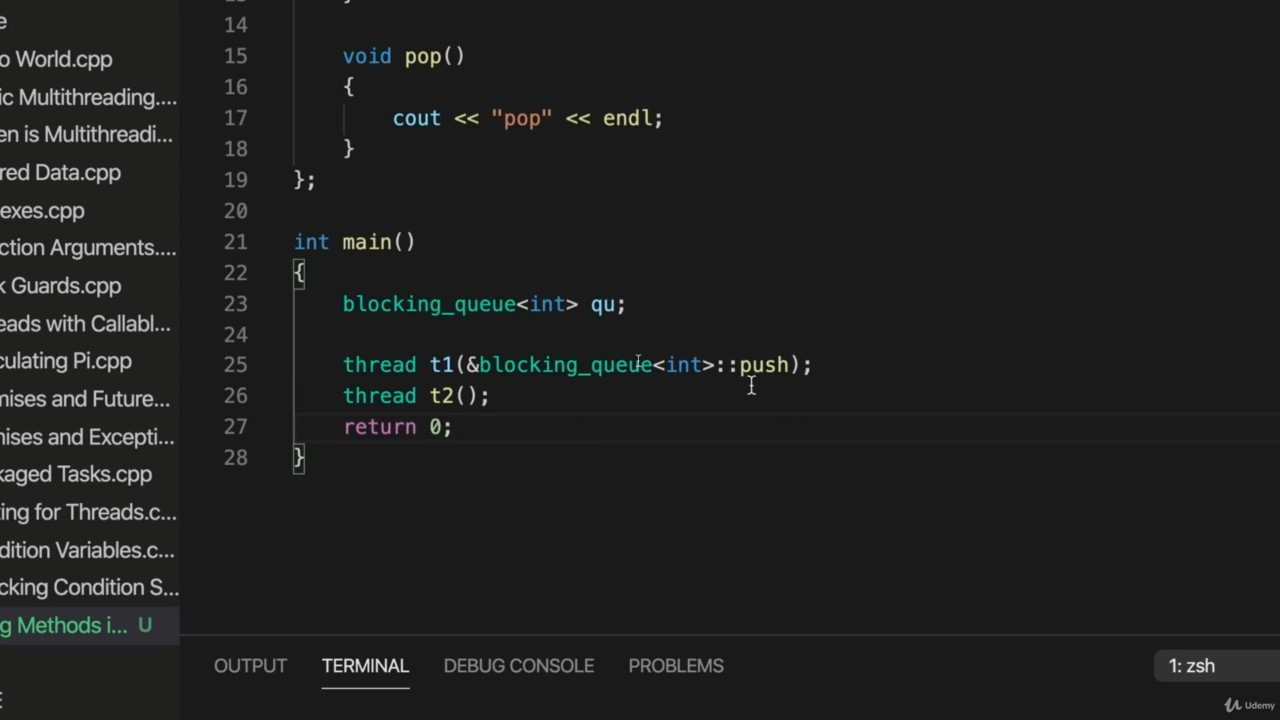 e
o World.cpp
ic Multithreading....
en is Multithreadi...
red Data.cpp
exes.cpp
ction Arguments....
k Guards.cpp
eads with Callabl...
culating Pi.cpp
mises and Future...
mises and Excepti...
kaged Tasks.cpp
ting for Threads.c...
dition Variables.c...
cking Condition S...
g Methods i... U
14
15 void pop()
16 {
17 cout << "pop" << endl;
18 }
19 };
20
21 int main()
22 {
23 blocking_queue<int> qu;
24
25 thread t1(&blocking_queue<int>::push);
26 thread t2();
27 return 0;
28 }
OUTPUT TERMINAL DEBUG CONSOLE PROBLEMS 1: zsh
Udemy